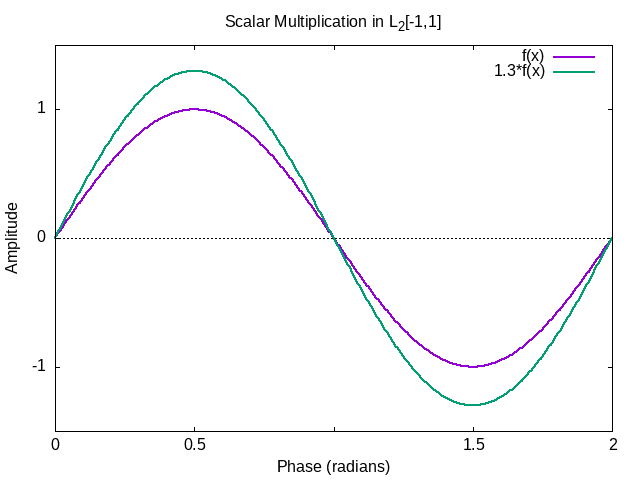 Scalar Multiplication in L2[-1,1]
f(x)
1.3*f(x)
1
0
-1
Amplitude
0
0.5
1.5
2
Phase (radians)